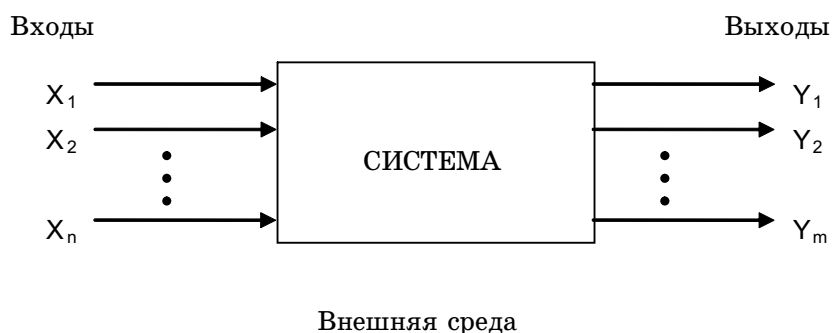 Входы Выходы
X1 Y1
X2 Y2
СИСТЕМА
Xn Ym
Внешняя среда